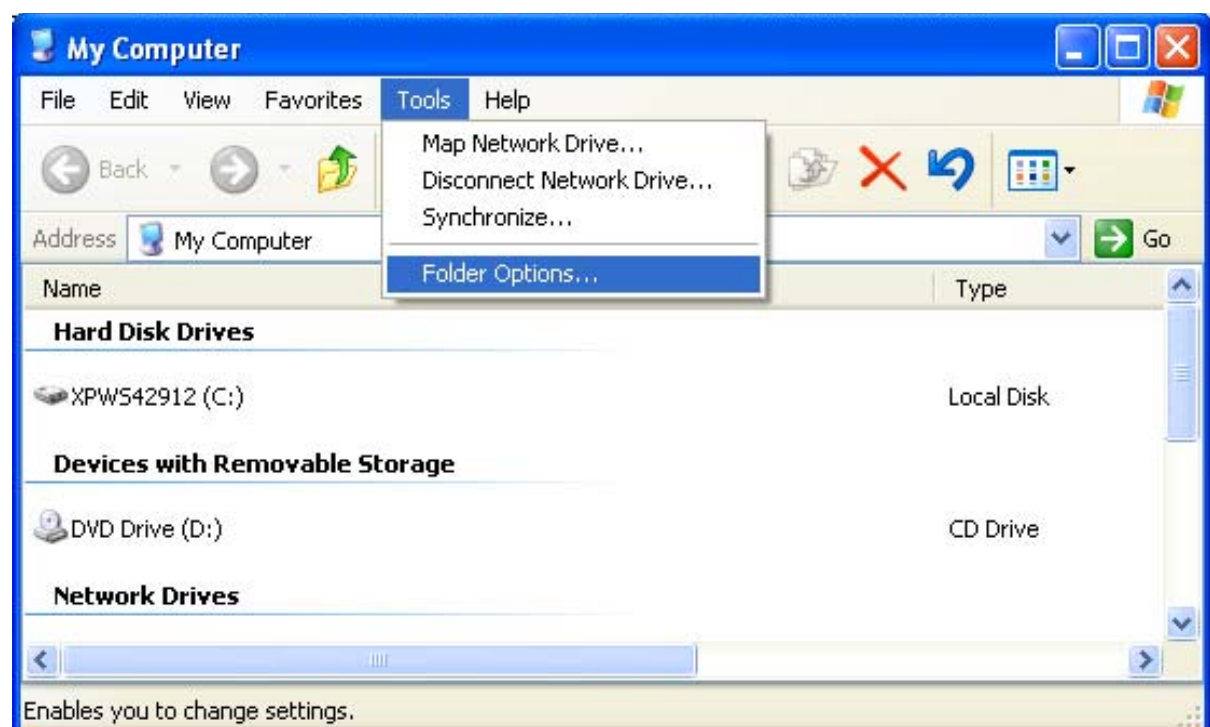 My Computer
File Edit View Favorites Tools Help
Map Network Drive...
Back
Disconnect Network Drive...
Synchronize...
Address My Computer Go
Folder Options...
Name Type
Hard Disk Drives
XPWS42912 (C:) Local Disk
Devices with Removable Storage
DVD Drive (D:) CD Drive
Network Drives
Enables you to change settings.